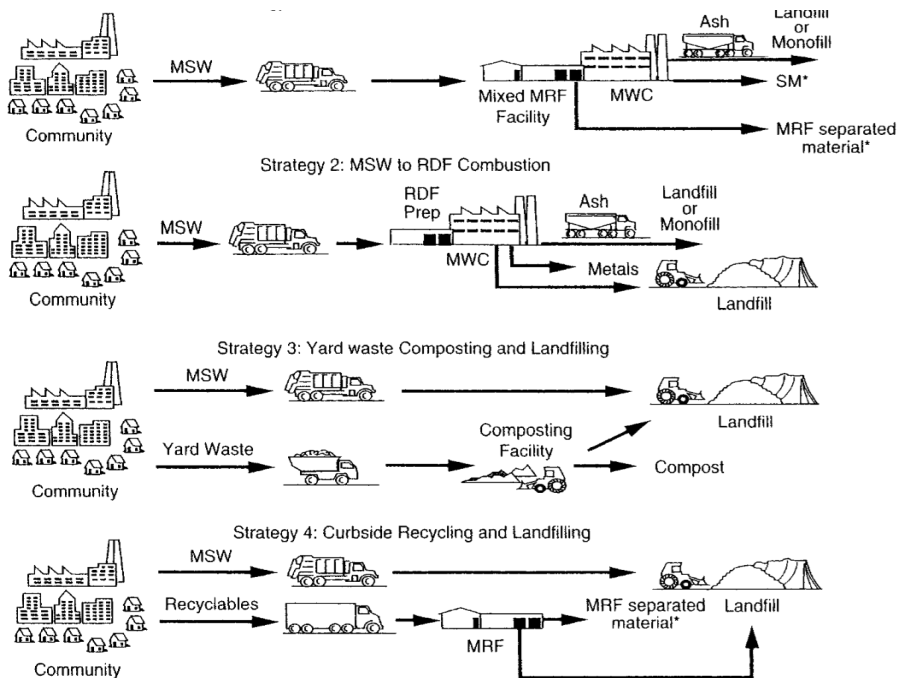 Landfill
or
Monofill
Ash
MSW
SM*
Mixed MRF
Facility
MWC
MRF separated
material*
Community
Strategy 2: MSW to RDF Combustion
RDF
Prep
Ash
Landfill
or
Monofill
MSW
MWC
Metals
Community
Landfill
Strategy 3: Yard waste Composting and Landfilling
MSW
Landfill
Composting
Facility
Yard Waste
Compost
Community
Strategy 4: Curbside Recycling and Landfilling
MSW
Recyclables
MRF separated
material*
Landfill
MRF
Community